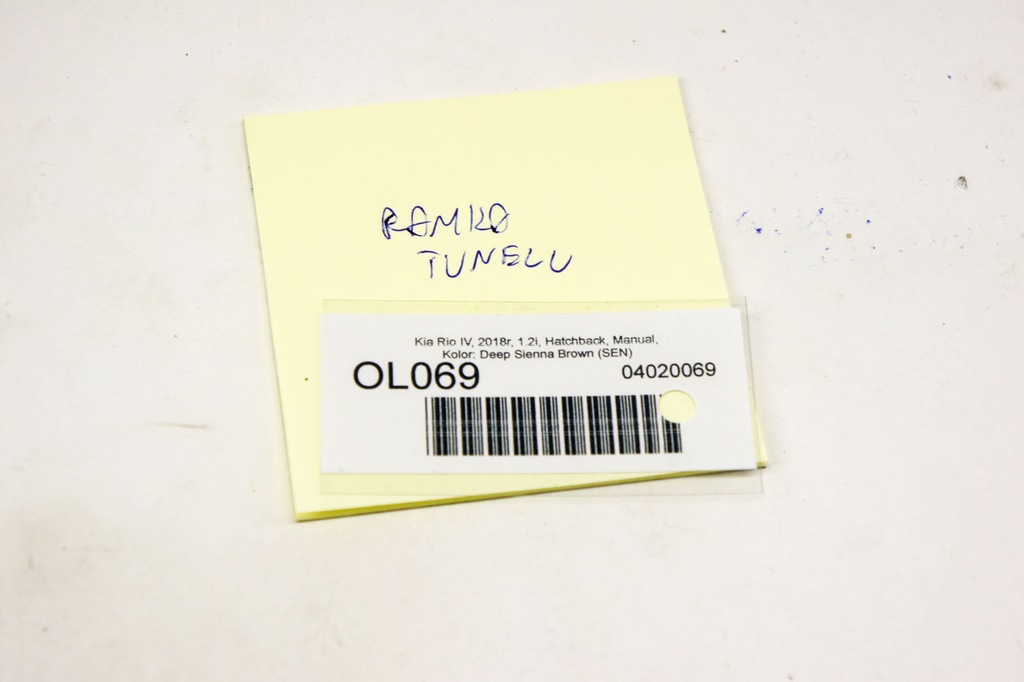 RAMKA
TUNELU
Kia Rio IV, 2018r, 1.2i, Hatchback, Manual,
Kolor: Deep Sienna Brown (SEN)
OL069 04020069